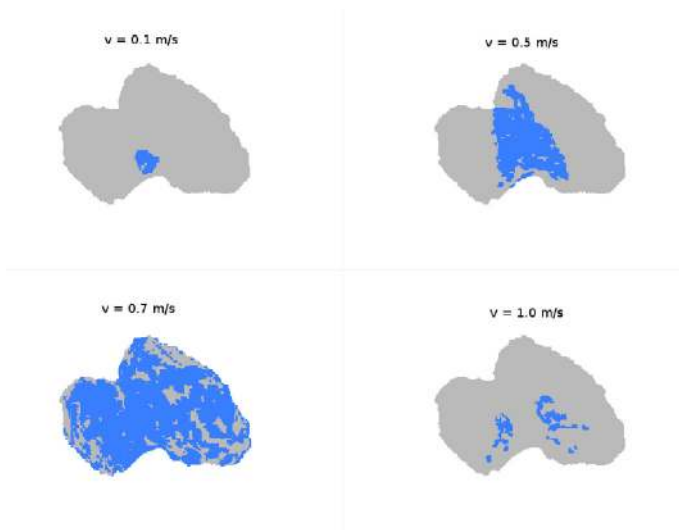 v = 0.1 m/s
v = 0.5 m/s
v = 0.7 m/s
v = 1.0 m/s